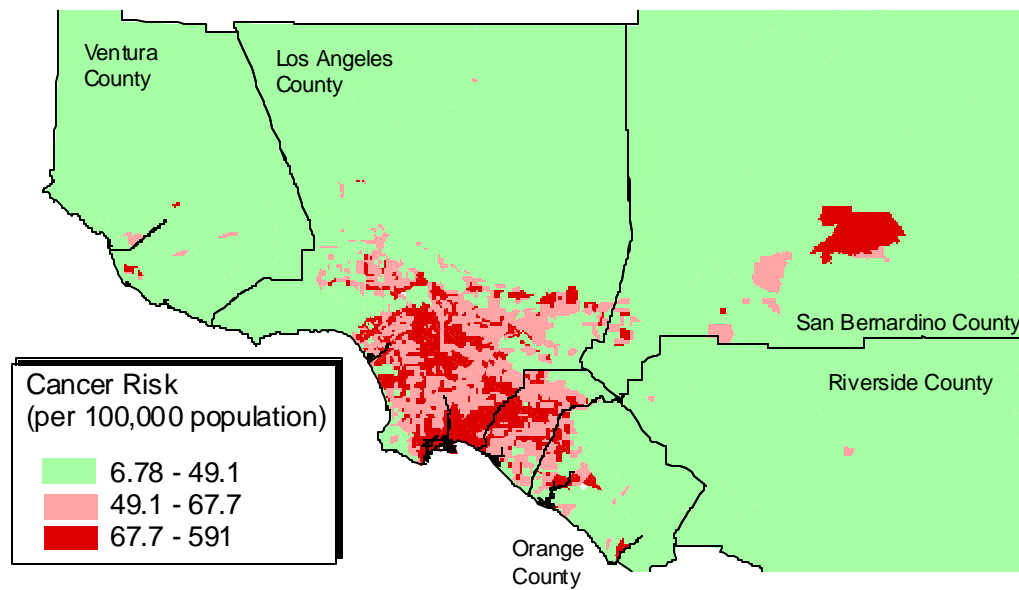 Ventura
County
Los Angeles
County
San Bernardino County
Riverside County
Cancer Risk
(per 100,000 population)
6.78 - 49.1
49.1 - 67.7
67.7 - 591
Orange
County